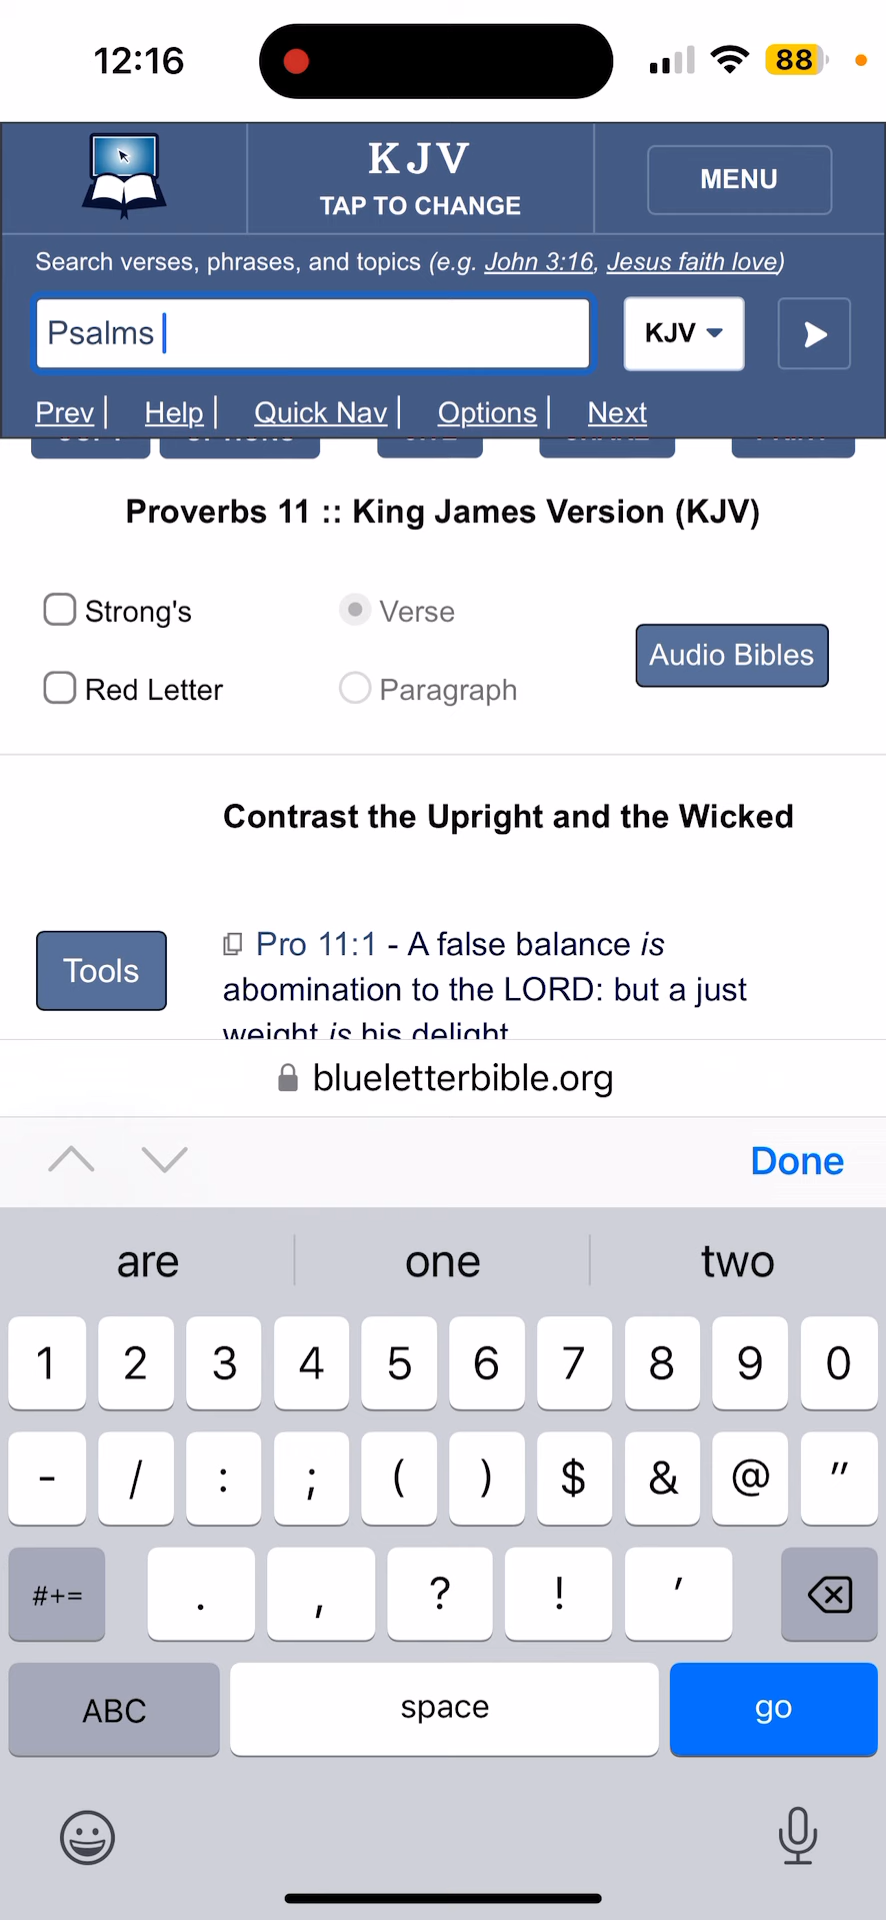 12:16
88
KJV
TAP TO CHANGE
MENU
Search verses, phrases, and topics (e.g. John 3:16, Jesus faith love)
Psalms
KJV
Prev | Help | Quick Nav | Options | Next
Proverbs 11 :: King James Version (KJV)
Strong's
Verse
Audio Bibles
Red Letter
Paragraph
Contrast the Upright and the Wicked
Tools
Pro 11:1 - A false balance is
abomination to the LORD: but a just
weight is his delight
blueletterbible.org
Done
are one two
1 2 3 4 5 6 7 8 9 0
- / : ; ( ) $ & @ "
#+= . , ? ! '
ABC space go